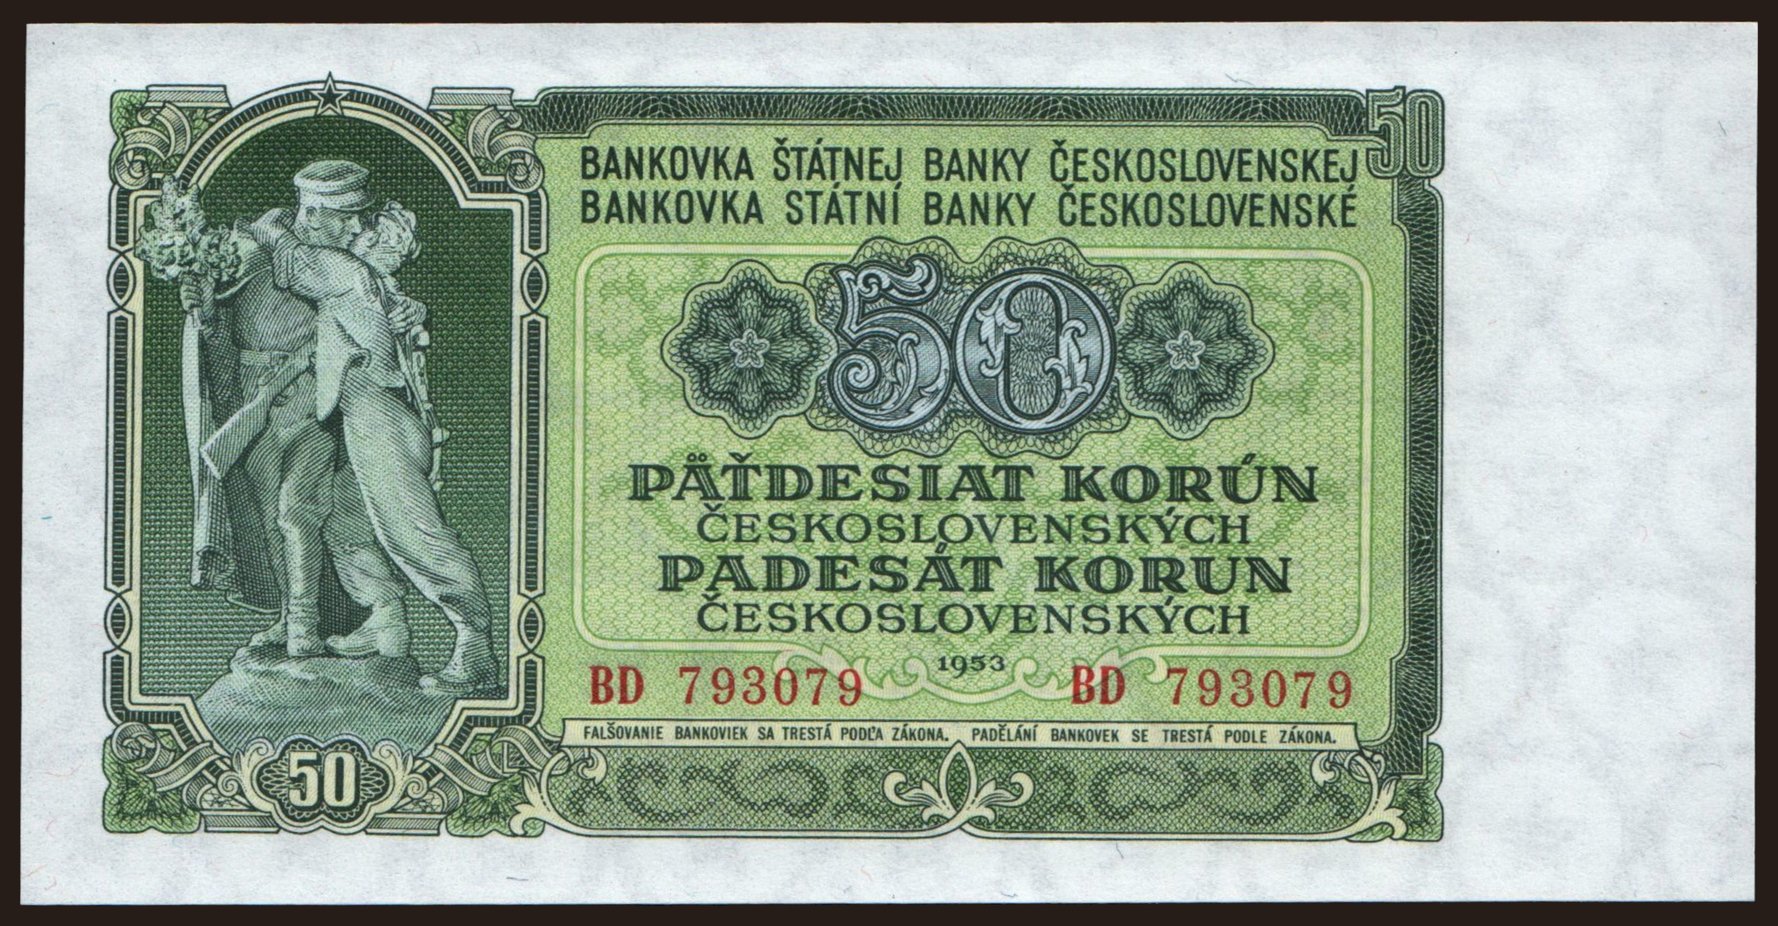 50
BANKOVKA ŠTÁTNEJ BANKY ČESKOSLOVENSKEJ
BANKOVKA STÁTNÍ BANKY ČESKOSLOVENSKÉ
50
PÄŤDESIAT KORÚN
ČESKOSLOVENSKÝCH
PADESÁT KORUN
ČESKOSLOVENSKÝCH
1953
BD 793079 BD 793079
FALŠOVANIE BANKOVIEK SA TRESTÁ PODĽA ZÁKONA. PADĚLÁNÍ BANKOVEK SE TRESTÁ PODLE ZÁKONA.
50